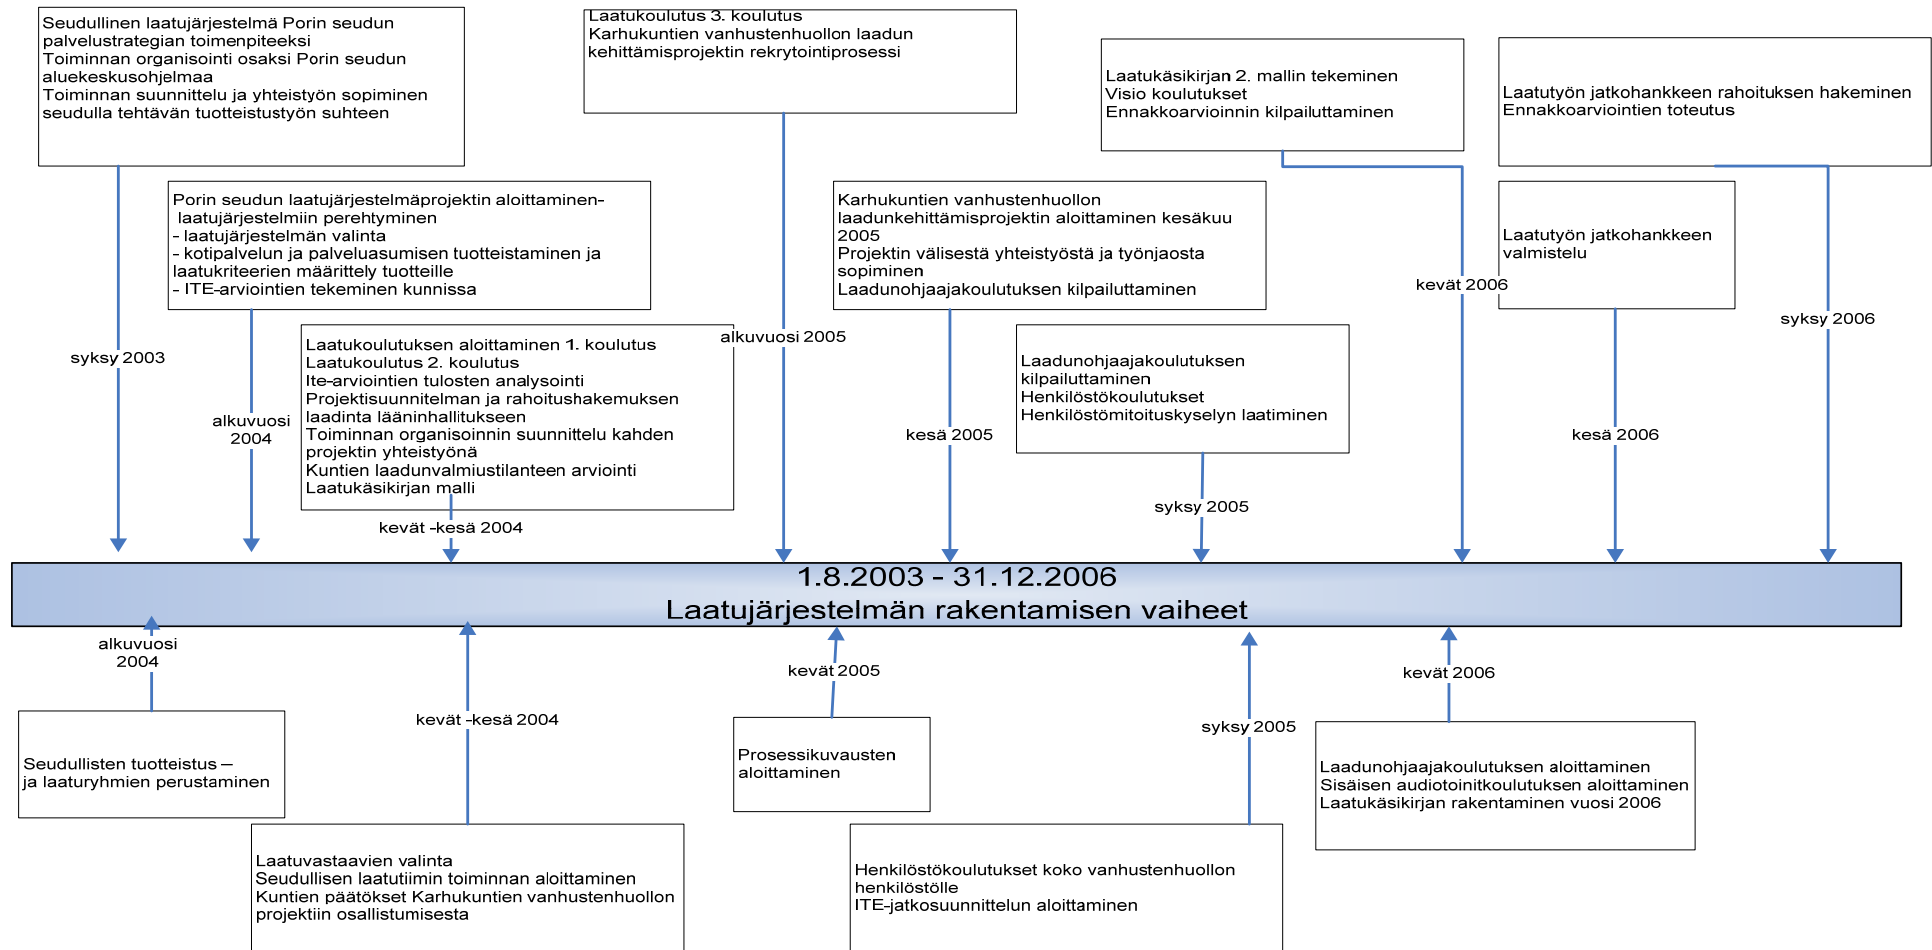 Seudullinen laatujärjestelmä Porin seudun
palvelustrategian toimenpiteeksi
Toiminnan organisointi osaksi Porin seudun
aluekeskusohjelmaa
Toiminnan suunnittelu ja yhteistyön sopiminen
seudulla tehtävän tuotteistustyön suhteen
syksy 2003
Porin seudun laatujärjestelmäprojektin aloittaminen-
laatujärjestelmiin perehtyminen
- laatujärjestelmän valinta
- kotipalvelun ja palveluasumisen tuotteistaminen ja
laatukriteerien määrittely tuotteille
- ITE-arviointien tekeminen kunnissa
alkuvuosi
2004
Laatukoulutuksen aloittaminen 1. koulutus
Laatukoulutus 2. koulutus
Ite-arviointien tulosten analysointi
Projektisuunnitelman ja rahoitushakemuksen
laadinta lääninhallitukseen
Toiminnan organisoinnin suunnittelu kahden
projektin yhteistyönä
Kuntien laadunvalmiustilanteen arviointi
Laatukäsikirjan malli
kevät -kesä 2004
Laatukoulutus 3. koulutus
Karhukuntien vanhustenhuollon laadun
kehittämisprojektin rekrytointiprosessi
alkuvuosi 2005
Karhukuntien vanhustenhuollon
laadunkehittämisprojektin aloittaminen kesäkuu
2005
Projektin välisestä yhteistyöstä ja työnjaosta
sopiminen
Laadunohjaajakoulutuksen kilpailuttaminen
kesä 2005
Laadunohjaajakoulutuksen
kilpailuttaminen
Henkilöstökoulutukset
Henkilöstömitoituskyselyn laatiminen
syksy 2005
Laatukäsikirjan 2. mallin tekeminen
Visio koulutukset
Ennakkoarvioinnin kilpailuttaminen
kevät 2006
Laatutyön jatkohankkeen
valmistelu
kesä 2006
Laatutyön jatkohankkeen rahoituksen hakeminen
Ennakkoarviointien toteutus
syksy 2006
1.8.2003 - 31.12.2006
Laatujärjestelmän rakentamisen vaiheet
alkuvuosi
2004
Seudullisten tuotteistus –
ja laaturyhmien perustaminen
kevät -kesä 2004
Laatuvastaavien valinta
Seudullisen laatutiimin toiminnan aloittaminen
Kuntien päätökset Karhukuntien vanhustenhuollon
projektiin osallistumisesta
kevät 2005
Prosessikuvausten
aloittaminen
syksy 2005
Henkilöstökoulutukset koko vanhustenhuollon
henkilöstölle
ITE-jatkosuunnittelun aloittaminen
kevät 2006
Laadunohjaajakoulutuksen aloittaminen
Sisäisen audiotoinitkoulutuksen aloittaminen
Laatukäsikirjan rakentaminen vuosi 2006